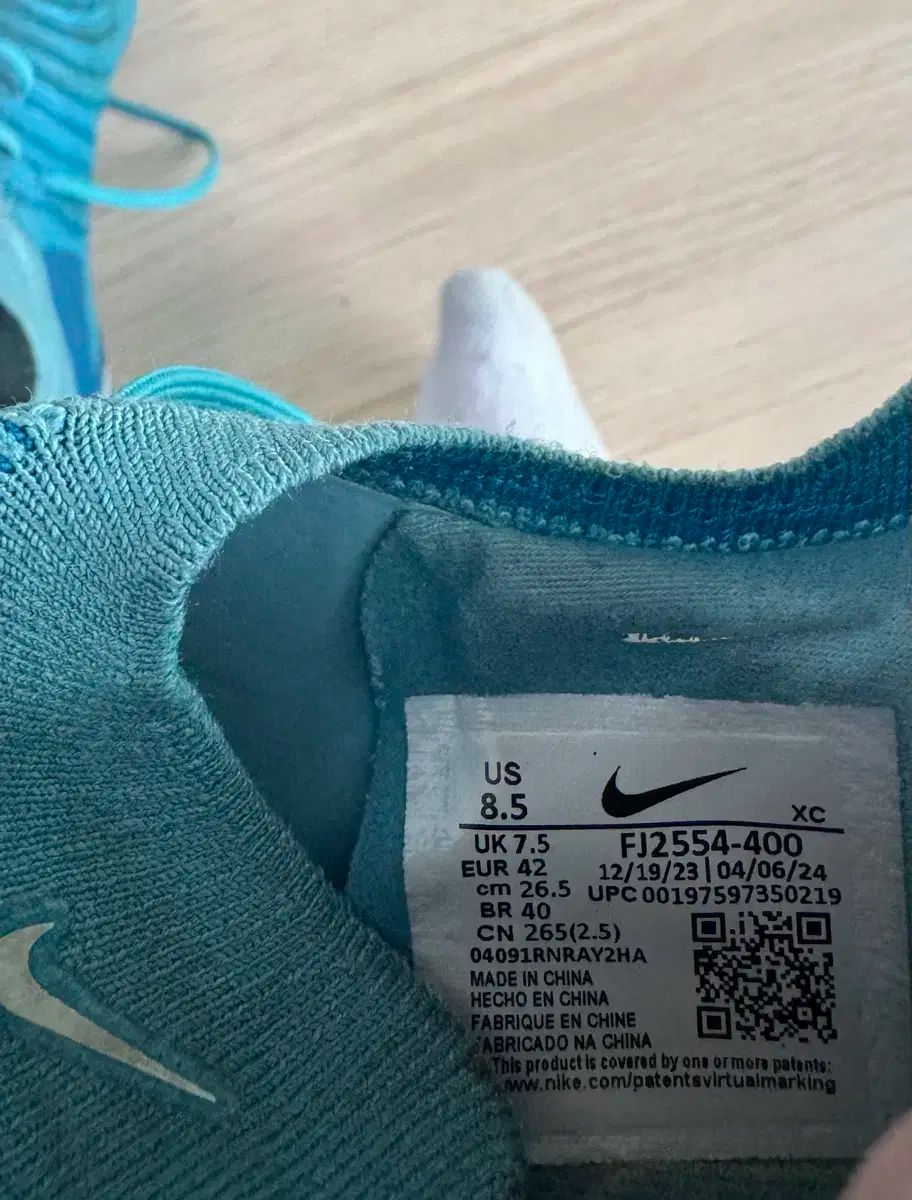 US
8.5
XC
UK 7.5
FJ2554-400
EUR 42
12/19/23 | 04/06/24
cm 26.5
UPC 00197597350219
BR 40
CN 265(2.5)
04091RNRAY2HA
MADE IN CHINA
HECHO EN CHINA
FABRIQUE EN CHINE
FABRICADO NA CHINA
This product is covered by one or more patents:
www.nike.com/patentsvirtualmarking